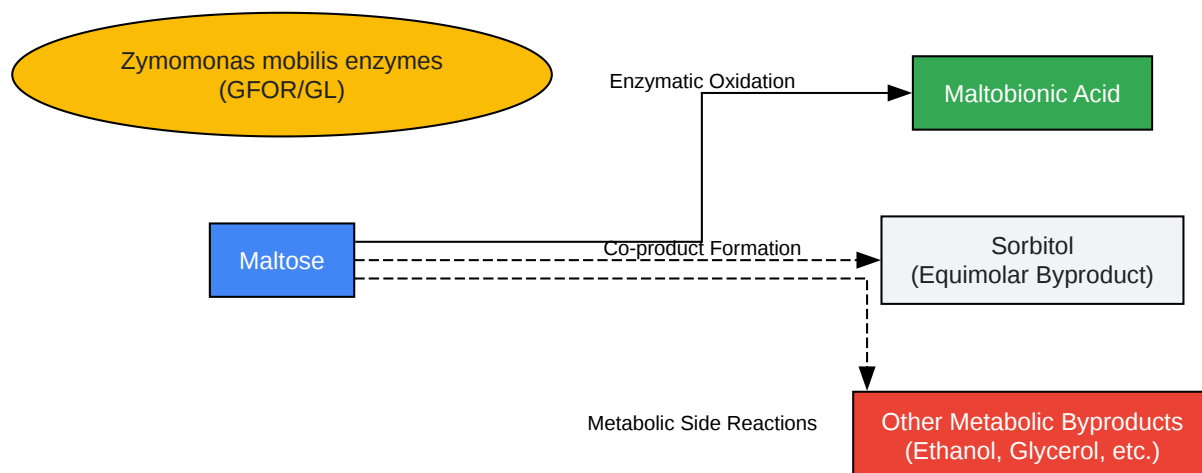 Zymomonas mobilis enzymes
(GFOR/GL)
Enzymatic Oxidation
Maltobionic Acid
Maltose
Co-product Formation
Sorbitol
(Equimolar Byproduct)
Metabolic Side Reactions
Other Metabolic Byproducts
(Ethanol, Glycerol, etc.)